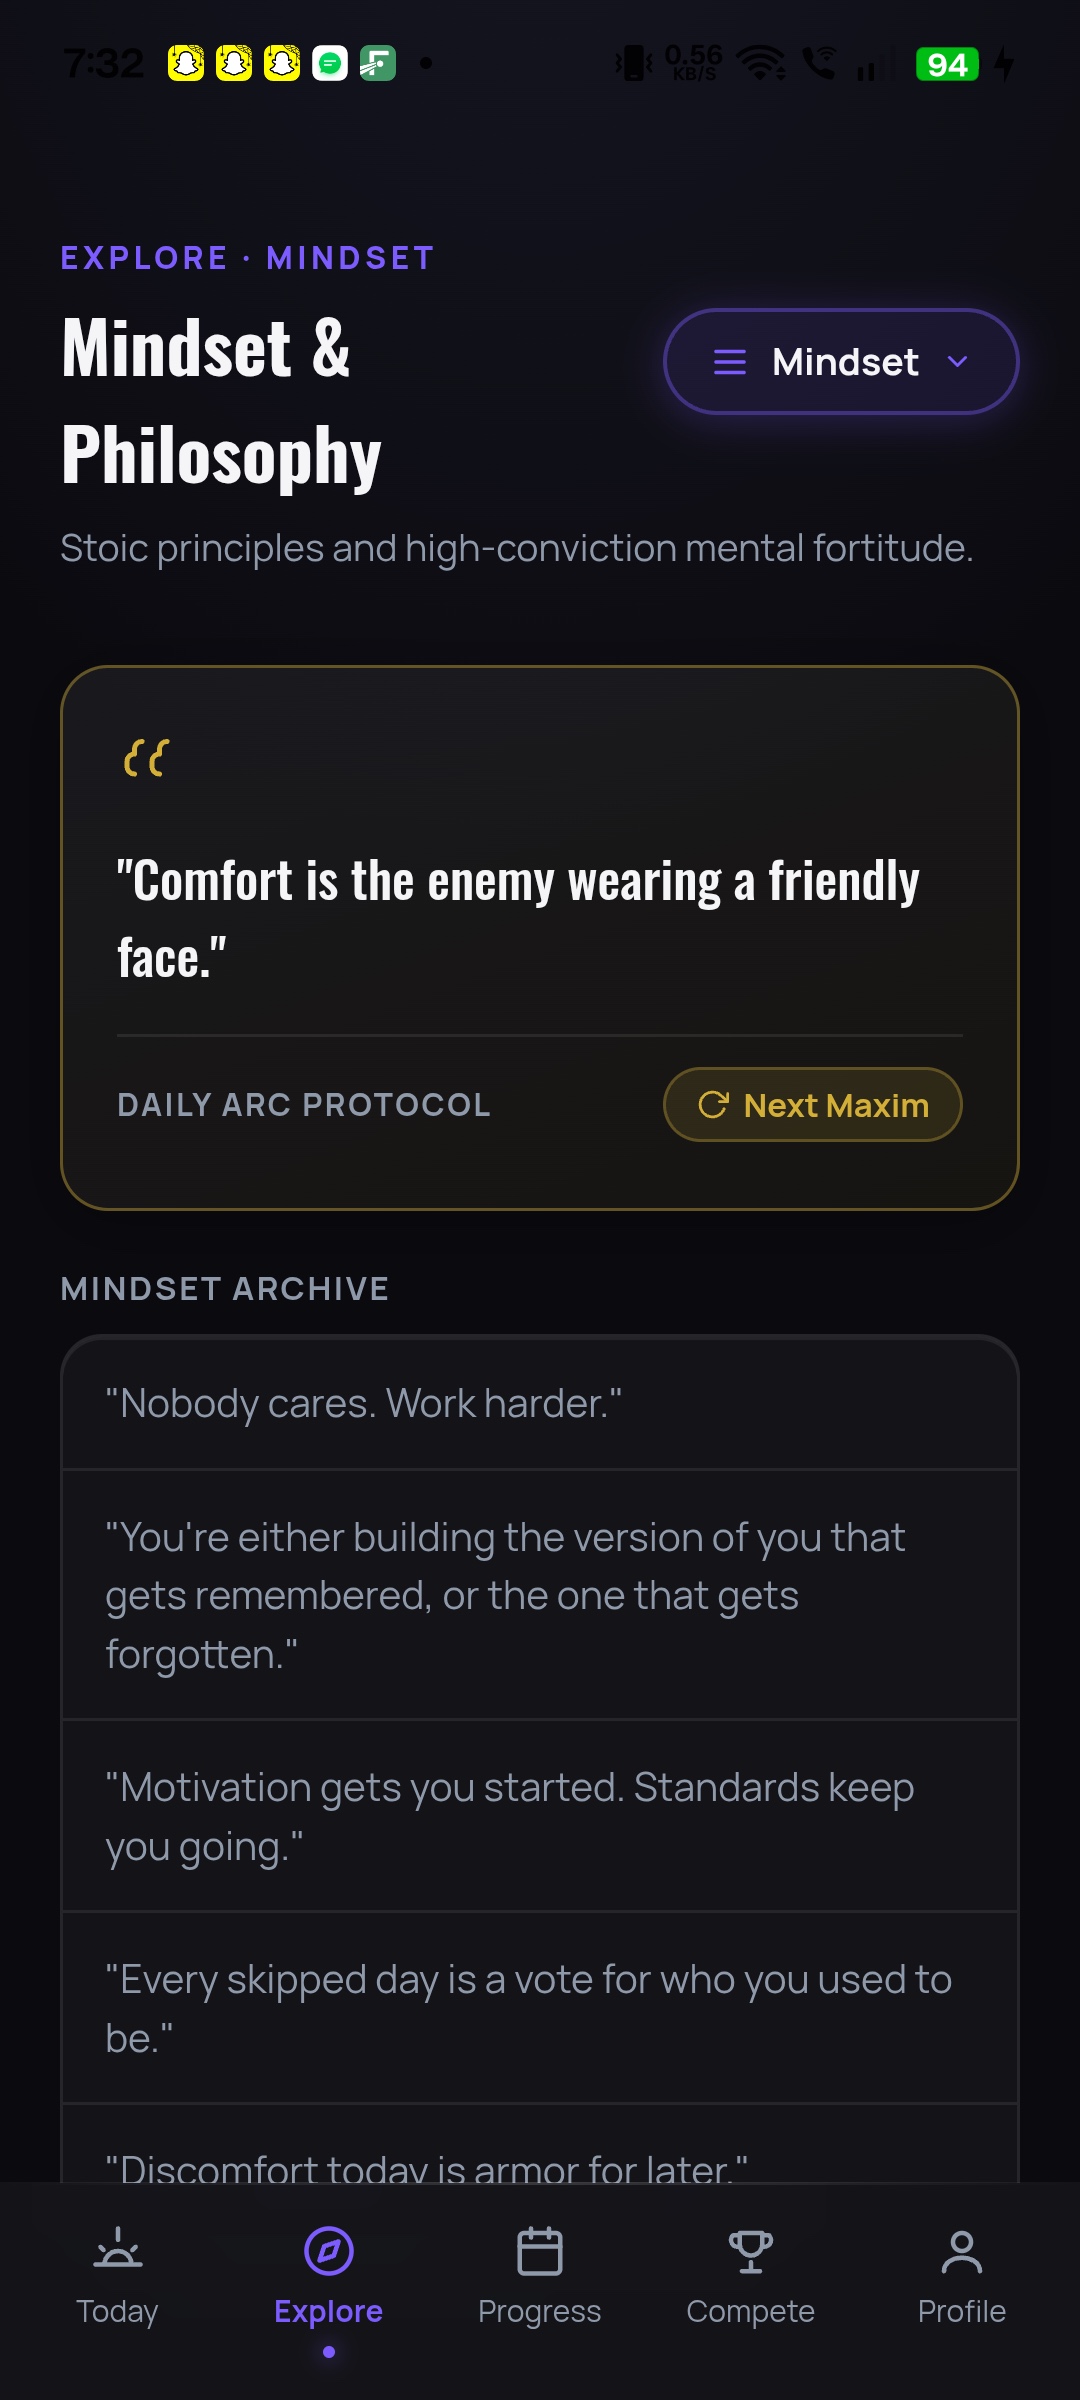 7:32
0.56
KB/S
94
EXPLORE · MINDSET
Mindset &
Philosophy
Mindset
Stoic principles and high-conviction mental fortitude.
"Comfort is the enemy wearing a friendly
face."
DAILY ARC PROTOCOL
Next Maxim
MINDSET ARCHIVE
"Nobody cares. Work harder."
"You're either building the version of you that
gets remembered, or the one that gets
forgotten."
"Motivation gets you started. Standards keep
you going."
"Every skipped day is a vote for who you used to
be."
"Discomfort today is armor for later."
Today
Explore
Progress
Compete
Profile